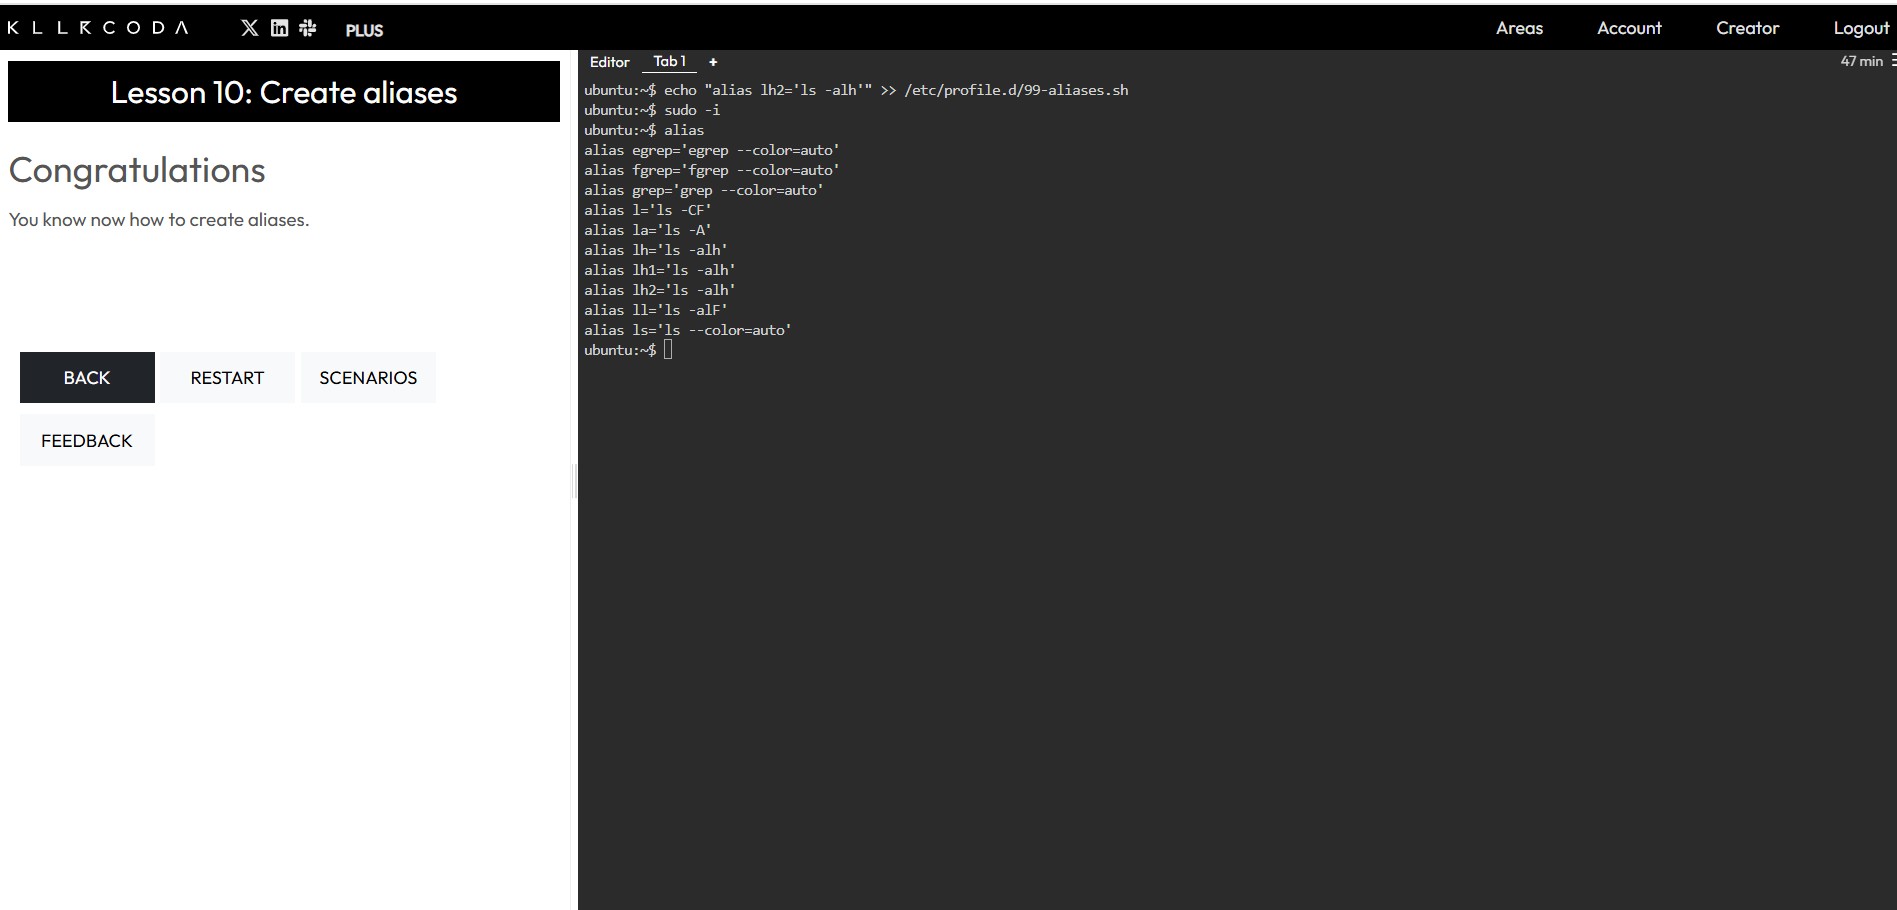 KLLRCODA PLUS Areas Account Creator Logout
Lesson 10: Create aliases
Congratulations
You know now how to create aliases.
BACK RESTART SCENARIOS
FEEDBACK
Editor Tab 1 + 47 min
ubuntu:~$ echo "alias lh2='ls -alh'" >> /etc/profile.d/99-aliases.sh
ubuntu:~$ sudo -i
ubuntu:~$ alias
alias egrep='egrep --color=auto'
alias fgrep='fgrep --color=auto'
alias grep='grep --color=auto'
alias l='ls -CF'
alias la='ls -A'
alias lh='ls -alh'
alias lh1='ls -alh'
alias lh2='ls -alh'
alias ll='ls -alF'
alias ls='ls --color=auto'
ubuntu:~$